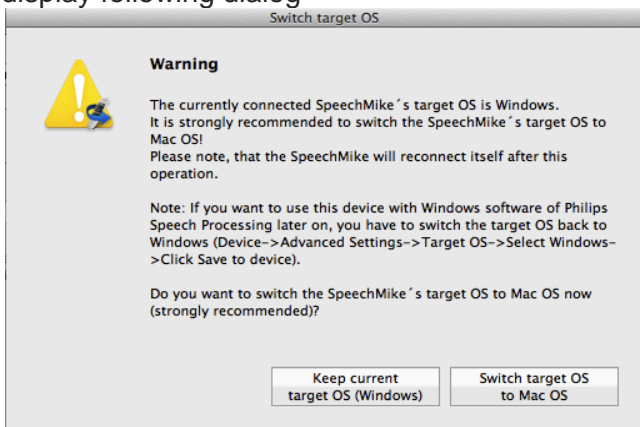 display following dialog
Switch target OS
Warning
The currently connected SpeechMike´s target OS is Windows.
It is strongly recommended to switch the SpeechMike´s target OS to
Mac OS!
Please note, that the SpeechMike will reconnect itself after this
operation.
Note: If you want to use this device with Windows software of Philips
Speech Processing later on, you have to switch the target OS back to
Windows (Device->Advanced Settings->Target OS->Select Windows-
>Click Save to device).
Do you want to switch the SpeechMike´s target OS to Mac OS now
(strongly recommended)?
Keep current
target OS (Windows)
Switch target OS
to Mac OS